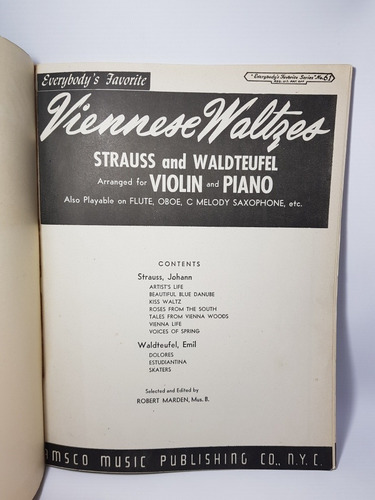 Everybody's Favorite
"Everybody's Favorite Series" No. 61
Viennese Waltzes
STRAUSS and WALDTEUFEL
Arranged for VIOLIN and PIANO
Also Playable on FLUTE, OBOE, C MELODY SAXOPHONE, etc.
CONTENTS
Strauss, Johann
ARTIST'S LIFE
BEAUTIFUL BLUE DANUBE
KISS WALTZ
ROSES FROM THE SOUTH
TALES FROM VIENNA WOODS
VIENNA LIFE
VOICES OF SPRING
Waldteufel, Emil
DOLORES
ESTUDIANTINA
SKATERS
Selected and Edited by
ROBERT MARDEN, Mus. B.
AMSCO MUSIC PUBLISHING CO., N.Y.C.